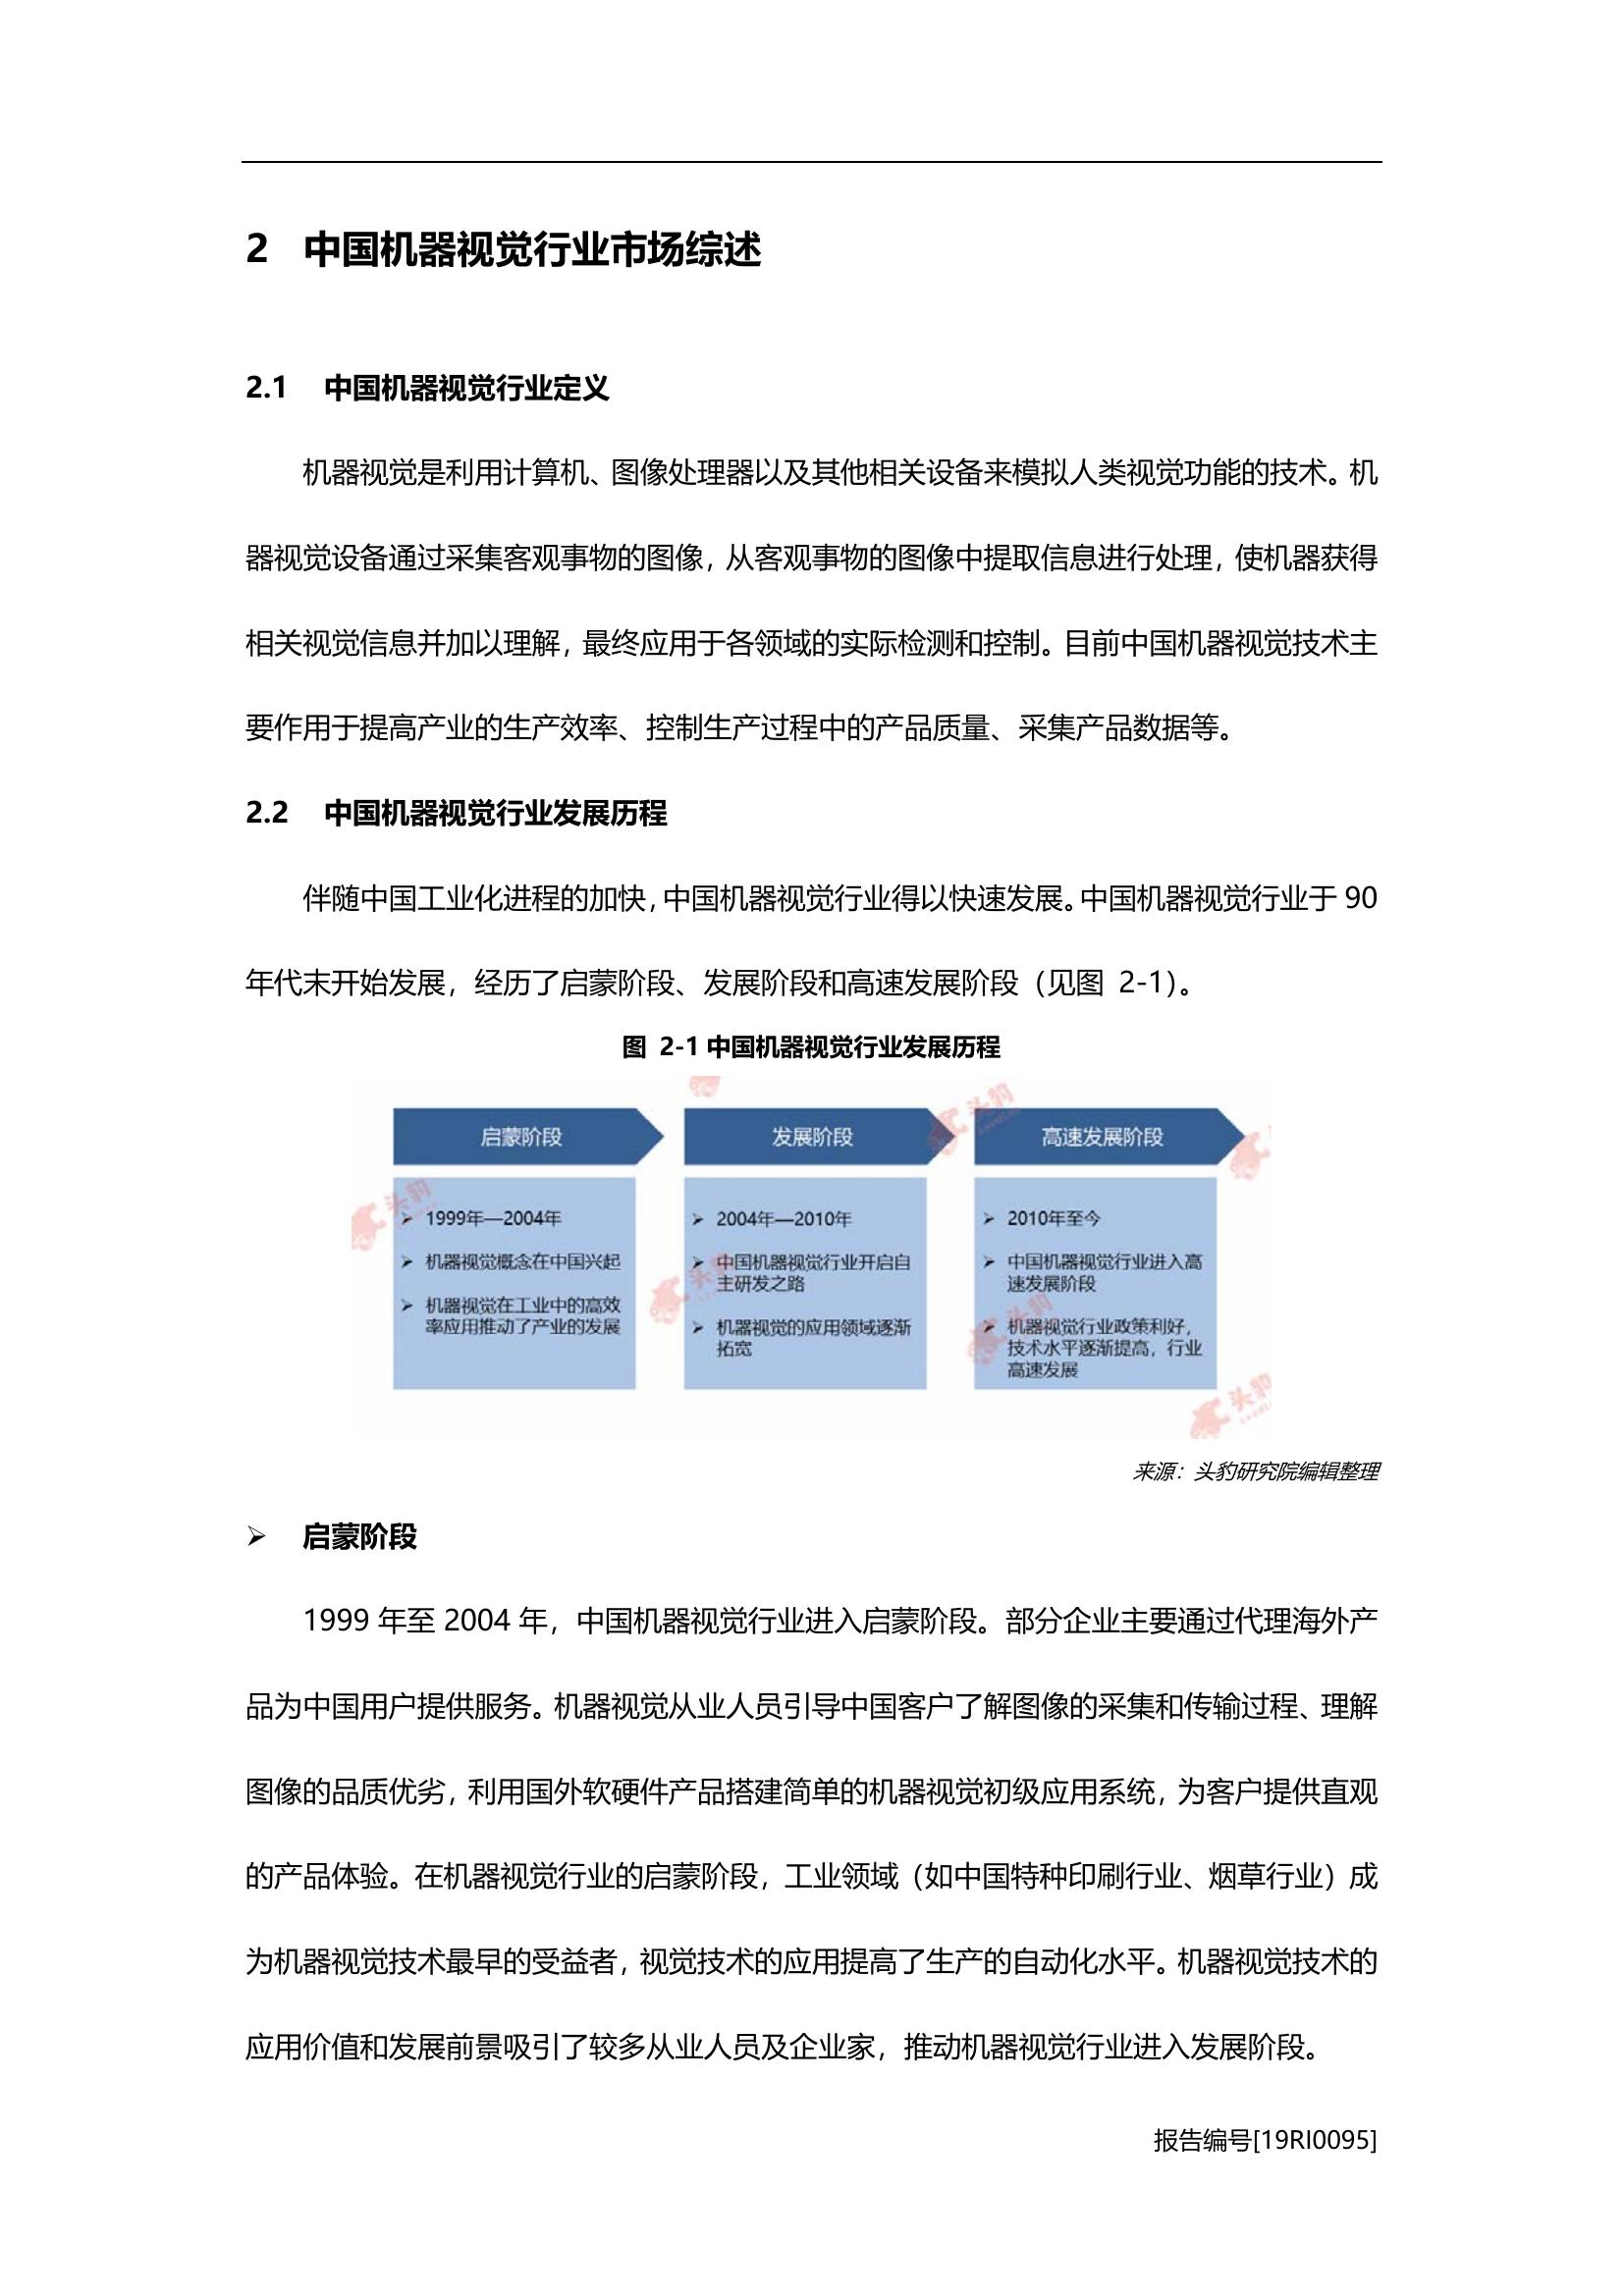 2 中国机器视觉行业市场综述
2.1 中国机器视觉行业定义
机器视觉是利用计算机、图像处理器以及其他相关设备来模拟人类视觉功能的技术。机
器视觉设备通过采集客观事物的图像，从客观事物的图像中提取信息进行处理，使机器获得
相关视觉信息并加以理解，最终应用于各领域的实际检测和控制。目前中国机器视觉技术主
要作用于提高产业的生产效率、控制生产过程中的产品质量、采集产品数据等。
2.2 中国机器视觉行业发展历程
伴随中国工业化进程的加快，中国机器视觉行业得以快速发展。中国机器视觉行业于 90
年代末开始发展，经历了启蒙阶段、发展阶段和高速发展阶段（见图 2-1）。
图 2-1 中国机器视觉行业发展历程
启蒙阶段
➢ 1999年—2004年
➢ 机器视觉概念在中国兴起
➢ 机器视觉在工业中的高效
率应用推动了产业的发展
发展阶段
➢ 2004年—2010年
➢ 中国机器视觉行业开启自
主研发之路
➢ 机器视觉的应用领域逐渐
拓宽
高速发展阶段
➢ 2010年至今
➢ 中国机器视觉行业进入高
速发展阶段
➢ 机器视觉行业政策利好，
技术水平逐渐提高，行业
高速发展
头豹
头豹
头豹
头豹
头豹
来源：头豹研究院编辑整理
➢ 启蒙阶段
1999 年至 2004 年，中国机器视觉行业进入启蒙阶段。部分企业主要通过代理海外产
品为中国用户提供服务。机器视觉从业人员引导中国客户了解图像的采集和传输过程、理解
图像的品质优劣，利用国外软硬件产品搭建简单的机器视觉初级应用系统，为客户提供直观
的产品体验。在机器视觉行业的启蒙阶段，工业领域（如中国特种印刷行业、烟草行业）成
为机器视觉技术最早的受益者，视觉技术的应用提高了生产的自动化水平。机器视觉技术的
应用价值和发展前景吸引了较多从业人员及企业家，推动机器视觉行业进入发展阶段。
报告编号[19RI0095]